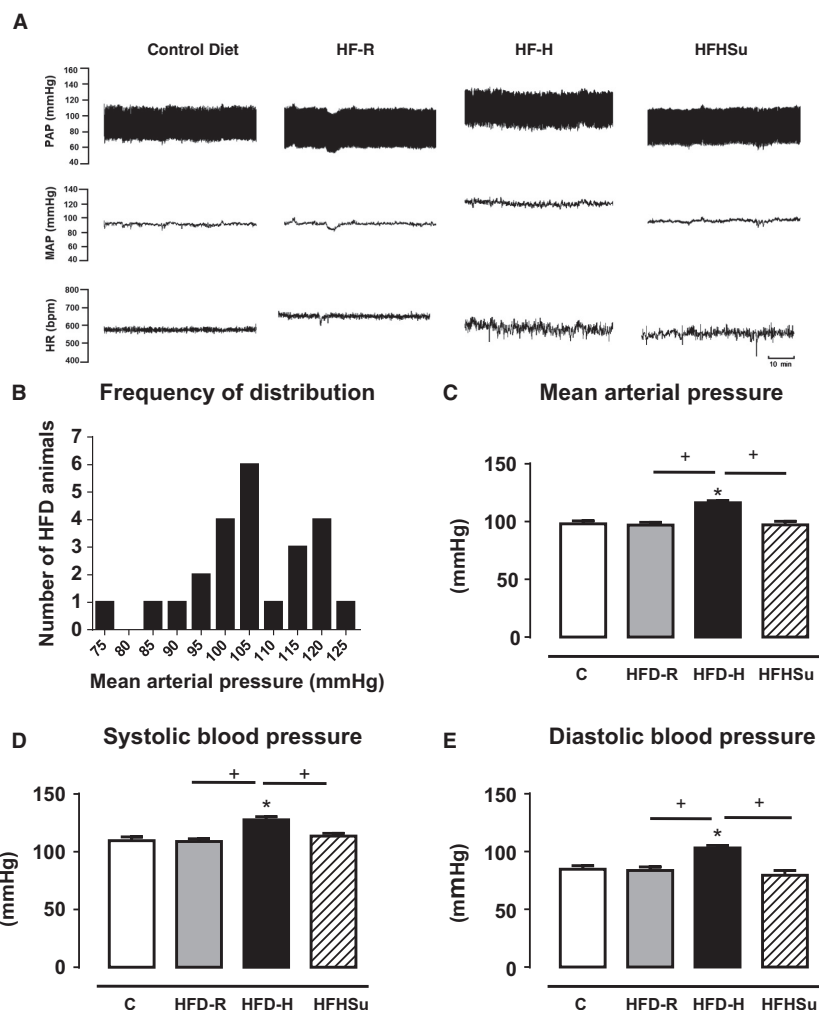 A
Control Diet HF-R HF-H HFHSu
PAP (mmHg)
160
140
120
100
80
60
40
MAP (mmHg)
140
120
100
80
60
40
HR (bpm)
800
700
600
500
400
10 min
B Frequency of distribution
Number of HFD animals
7
6
5
4
3
2
1
0
75 80 85 90 95 100 105 110 115 120 125
Mean arterial pressure (mmHg)
C Mean arterial pressure
+ +
*
(mmHg)
150
100
50
0
C HFD-R HFD-H HFHSu
D Systolic blood pressure
+ +
*
(mmHg)
150
100
50
0
C HFD-R HFD-H HFHSu
E Diastolic blood pressure
+ +
*
(mmHg)
150
100
50
0
C HFD-R HFD-H HFHSu